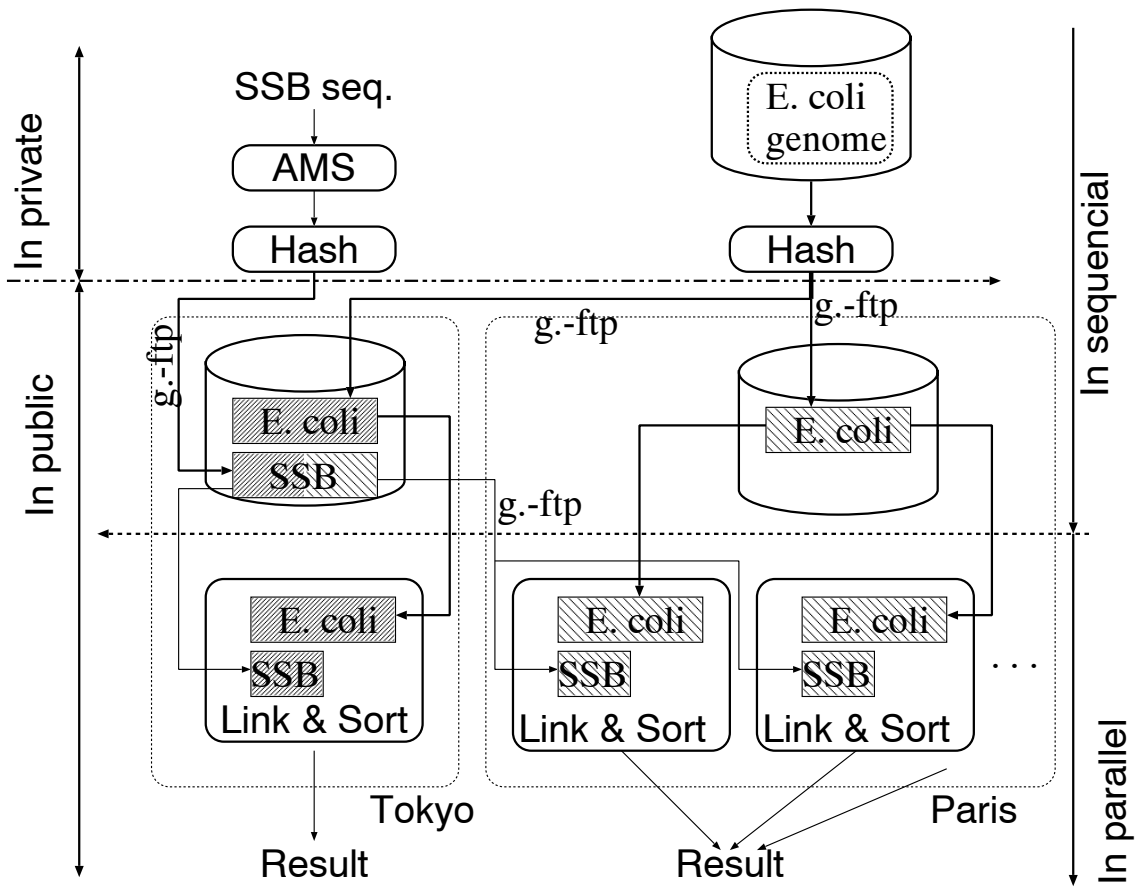 SSB seq.
E. coli
genome
AMS
Hash
Hash
In private
In sequencial
g.-ftp
g.-ftp
g.-ftp
E. coli
E. coli
SSB
g.-ftp
In public
E. coli
E. coli
E. coli
SSB
SSB
SSB
. . .
Link & Sort
Link & Sort
Link & Sort
Tokyo
Paris
In parallel
Result
Result